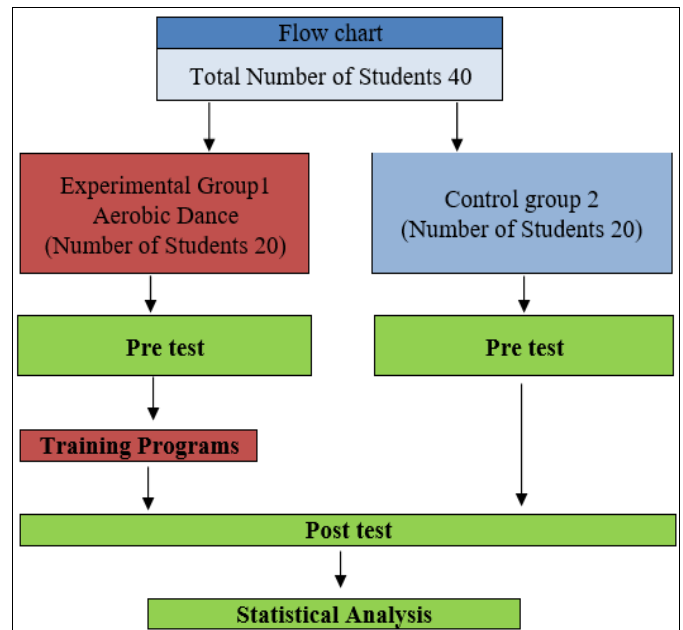 Flow chart
Total Number of Students 40
Experimental Group1
Aerobic Dance
(Number of Students 20)
Control group 2
(Number of Students 20)
Pre test
Pre test
Training Programs
Post test
Statistical Analysis